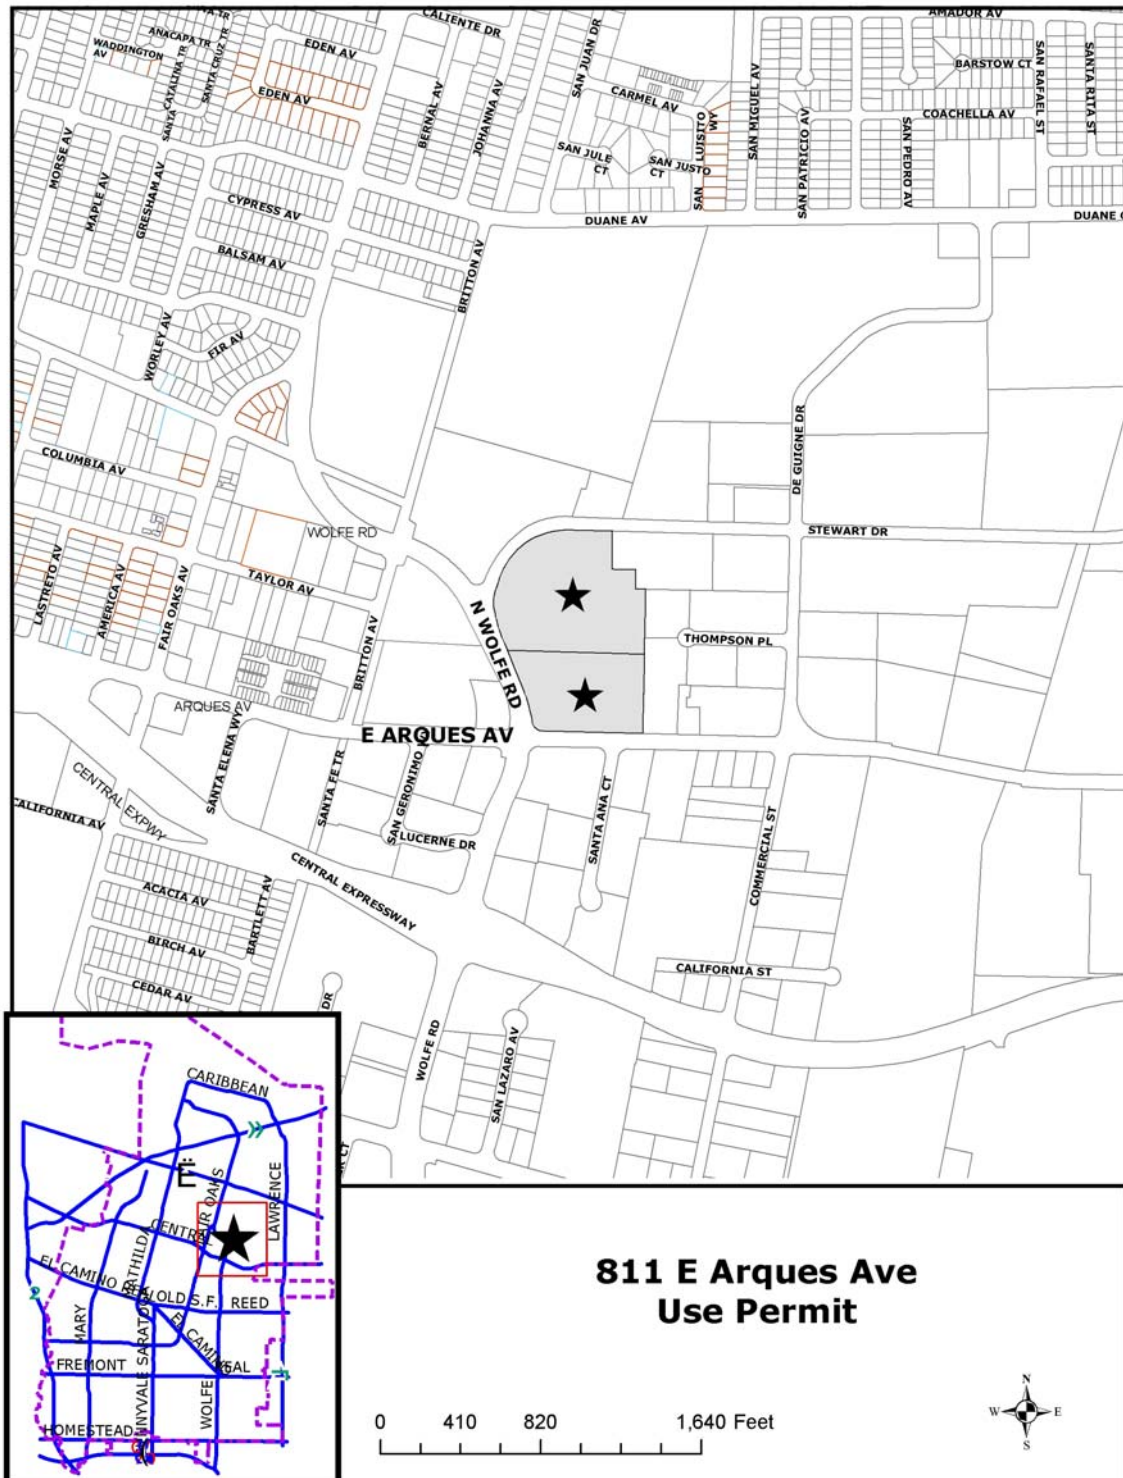 CALIENTE DR
AMADOR AV
ANACAPA TR
WADDINGTON
AV
SANTA CATALINA TR
SANTA CRUZ TR
EDEN AV
EDEN AV
BERNAL AV
JOHANNA AV
SAN JUAN DR
CARMEL AV
SAN LUISITO
WY
SAN MIGUEL AV
SAN PATRICIO AV
BARSTOW CT
SAN RAFAEL ST
SANTA RITA ST
COACHELLA AV
SAN PEDRO AV
SAN JULE
CT
SAN JUSTO
CT
MORSE AV
MAPLE AV
GRESHAM AV
CYPRESS AV
BALSAM AV
DUANE AV
DUANE
BRITTON AV
WORLEY AV
FIR AV
DE GUIGNE DR
COLUMBIA AV
WOLFE RD
STEWART DR
LASTRETO AV
AMERICA AV
FAIR OAKS AV
TAYLOR AV
BRITTON AV
N WOLFE RD
THOMPSON PL
ARQUES AV
E ARQUES AV
SANTA ELENA WY
SANTA FE TR
SAN GERONIMO
LUCERNE DR
SANTA ANA CT
COMMERCIAL ST
CENTRAL EXPWY
CALIFORNIA AV
CENTRAL EXPRESSWAY
ACACIA AV
BARTLETT AV
BIRCH AV
CEDAR AV
DR
CALIFORNIA ST
WOLFE RD
SAN LAZARO AV
CT
CARIBBEAN
FAIR OAKS
LAWRENCE
CENTRAL
MATHILDA
EL CAMINO REAL
OLD S.F.
REED
MARY
SUNNYVALE SARATOGA
EL CAMINO
REAL
FREMONT
WOLFE
HOMESTEAD
811 E Arques Ave
Use Permit
0 410 820 1,640 Feet
N
W E
S